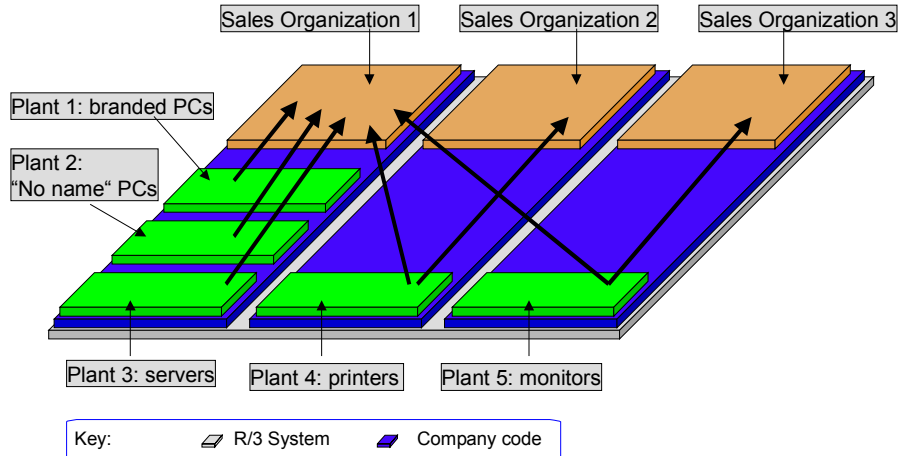 Sales Organization 1
Sales Organization 2
Sales Organization 3
Plant 1: branded PCs
Plant 2:
“No name“ PCs
Plant 3: servers
Plant 4: printers
Plant 5: monitors
Key:
R/3 System
Company code